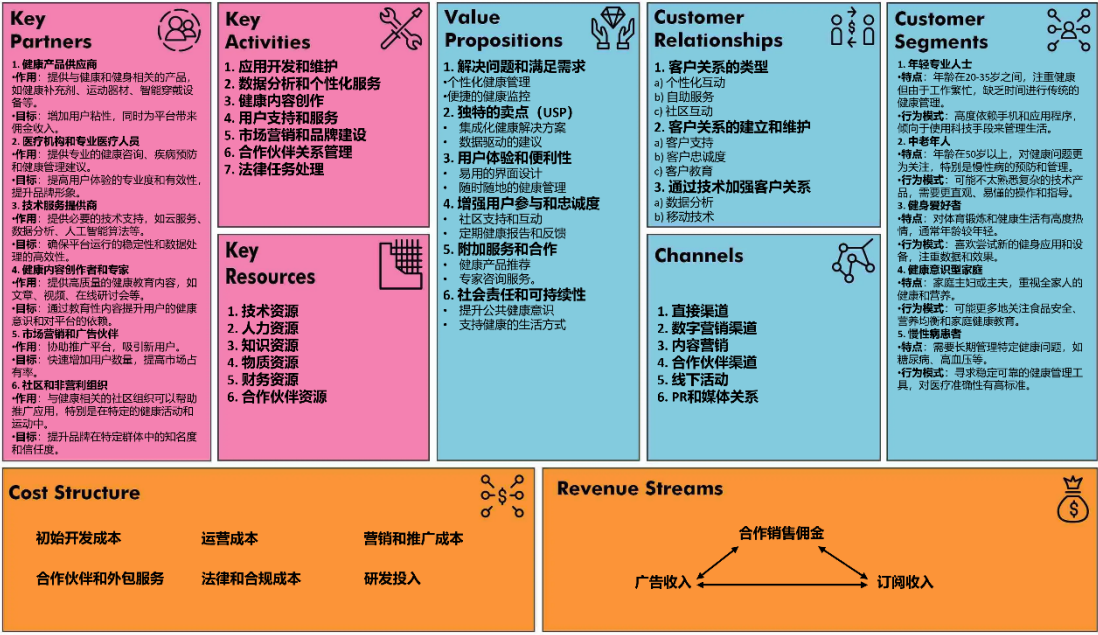 Key
Partners
1. 健康产品供应商
•作用：提供与健康和健身相关的产品，
如健康补充剂、运动器材、智能穿戴设
备等。
•目标：增加用户粘性，同时为平台带来
佣金收入。
2. 医疗机构和专业医疗人员
•作用：提供专业的健康咨询、疾病预防
和健康管理建议。
•目标：提高用户体验的专业度和有效性，
提升品牌形象。
3. 技术服务提供商
•作用：提供必要的技术支持，如云服务、
数据分析、人工智能算法等。
•目标：确保平台运行的稳定性和数据处
理的高效性。
4. 健康内容创作者和专家
•作用：提供高质量的健康教育内容，如
文章、视频、在线研讨会等。
•目标：通过教育性内容提升用户的健康
意识和对平台的依赖。
5. 市场营销和广告伙伴
•作用：协助推广平台，吸引新用户。
•目标：快速增加用户数量，提高市场占
有率。
6. 社区和非营利组织
•作用：与健康相关的社区组织可以帮助
推广应用，特别是在特定的健康活动和
运动中。
•目标：提升品牌在特定群体中的知名度
和信任度。
Key
Activities
1. 应用开发和维护
2. 数据分析和个性化服务
3. 健康内容创作
4. 用户支持和服务
5. 市场营销和品牌建设
6. 合作伙伴关系管理
7. 法律任务处理
Key
Resources
1. 技术资源
2. 人力资源
3. 知识资源
4. 物质资源
5. 财务资源
6. 合作伙伴资源
Value
Propositions
1. 解决问题和满足需求
•个性化健康管理
•便捷的健康监控
2. 独特的卖点（USP）
• 集成化健康解决方案
• 数据驱动的建议
3. 用户体验和便利性
• 易用的界面设计
• 随时随地的健康管理
4. 增强用户参与和忠诚度
• 社区支持和互动
• 定期健康报告和反馈
5. 附加服务和合作
• 健康产品推荐
• 专家咨询服务。
6. 社会责任和可持续性
• 提升公共健康意识
• 支持健康的生活方式
Customer
Relationships
1. 客户关系的类型
a) 个性化互动
b) 自助服务
c) 社区互动
2. 客户关系的建立和维护
a) 客户支持
b) 客户忠诚度
c) 客户教育
3. 通过技术加强客户关系
a) 数据分析
b) 移动技术
Channels
1. 直接渠道
2. 数字营销渠道
3. 内容营销
4. 合作伙伴渠道
5. 线下活动
6. PR和媒体关系
Customer
Segments
1. 年轻专业人士
•特点：年龄在20-35岁之间，注重健康
但由于工作繁忙，缺乏时间进行传统的
健康管理。
•行为模式：高度依赖手机和应用程序，
倾向于使用科技手段来管理生活。
2. 中老年人
•特点：年龄在50岁以上，对健康问题更
为关注，特别是慢性病的预防和管理。
•行为模式：可能不太熟悉复杂的技术产
品，需要更直观、易懂的操作和指导。
3. 健身爱好者
•特点：对体育锻炼和健康生活有高度热
情，通常年龄较年轻。
•行为模式：喜欢尝试新的健身应用和设
备，注重数据和效果。
4. 健康意识型家庭
•特点：家庭主妇或主夫，重视全家人的
健康和营养。
•行为模式：可能更多地关注食品安全、
营养均衡和家庭健康教育。
5. 慢性病患者
•特点：需要长期管理特定健康问题，如
糖尿病、高血压等。
•行为模式：寻求稳定可靠的健康管理工
具，对医疗准确性有高标准。
Cost Structure
初始开发成本 运营成本 营销和推广成本
合作伙伴和外包服务 法律和合规成本 研发投入
Revenue Streams
合作销售佣金
广告收入 订阅收入